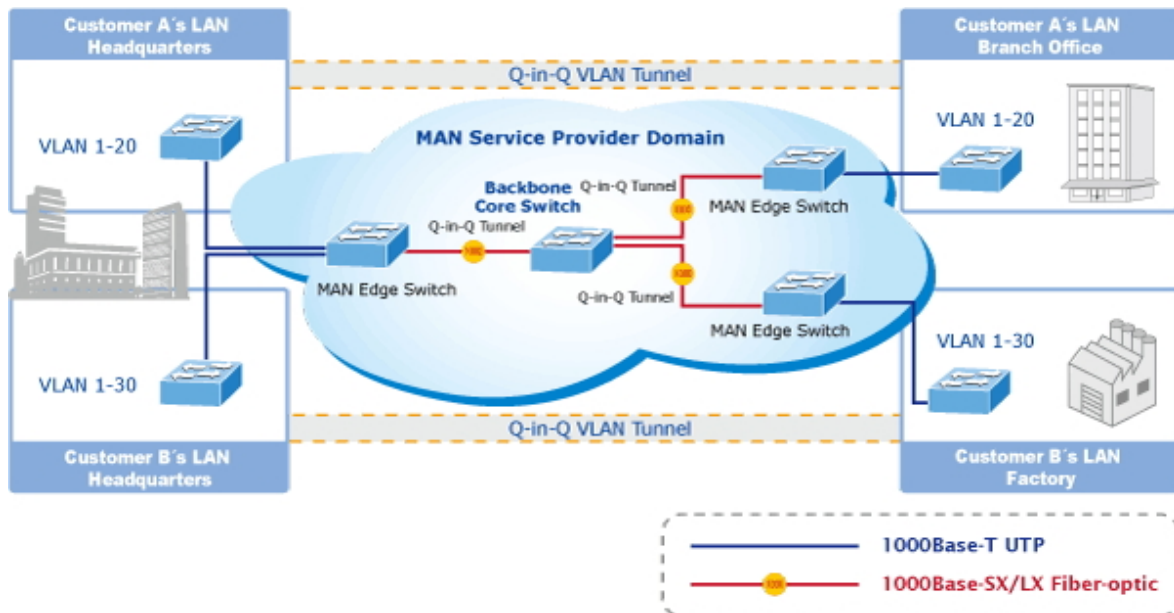 Customer A´s LAN
Headquarters
Customer A´s LAN
Branch Office
Q-in-Q VLAN Tunnel
VLAN 1-20
MAN Service Provider Domain
VLAN 1-20
Backbone
Core Switch
Q-in-Q Tunnel
MAN Edge Switch
Q-in-Q Tunnel
MAN Edge Switch
Q-in-Q Tunnel
MAN Edge Switch
VLAN 1-30
VLAN 1-30
Q-in-Q VLAN Tunnel
Customer B´s LAN
Headquarters
Customer B´s LAN
Factory
1000Base-T UTP
1000Base-SX/LX Fiber-optic